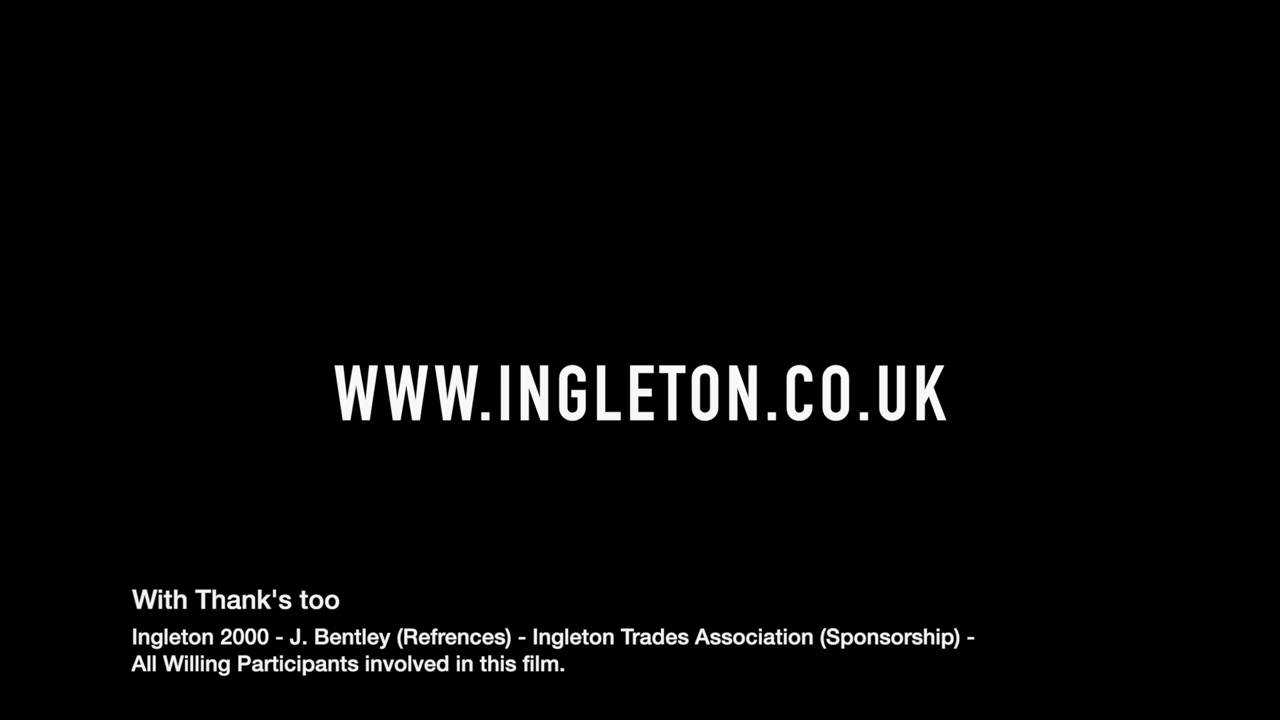 WWW.INGLETON.CO.UK
With Thank's too
Ingleton 2000 - J. Bentley (Refrences) - Ingleton Trades Association (Sponsorship) -
All Willing Participants involved in this film.